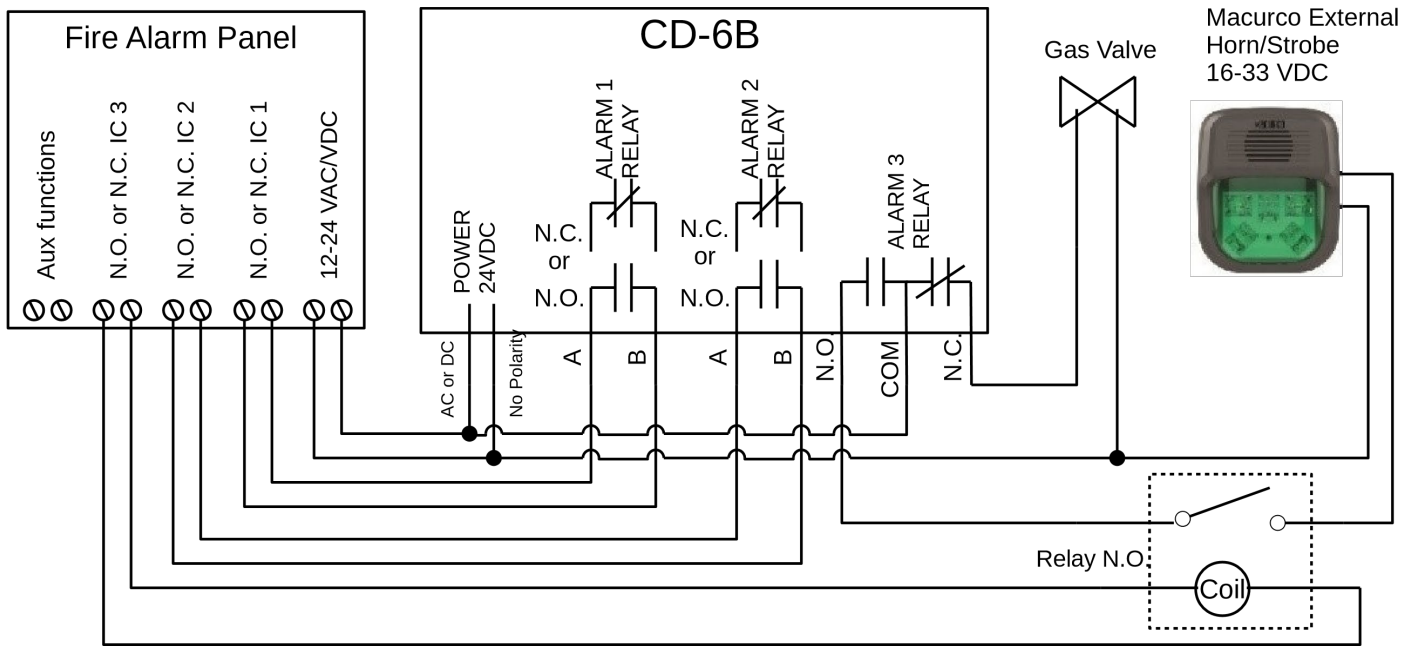 Fire Alarm Panel
Aux functions
N.O. or N.C. IC 3
N.O. or N.C. IC 2
N.O. or N.C. IC 1
12-24 VAC/VDC
CD-6B
POWER
24VDC
ALARM 1
RELAY
N.C.
or
N.O.
ALARM 2
RELAY
N.C.
or
N.O.
ALARM 3
RELAY
AC or DC
No Polarity
A
B
A
B
N.O.
COM
N.C.
Gas Valve
Macurco External
Horn/Strobe
16-33 VDC
Relay N.O.
Coil